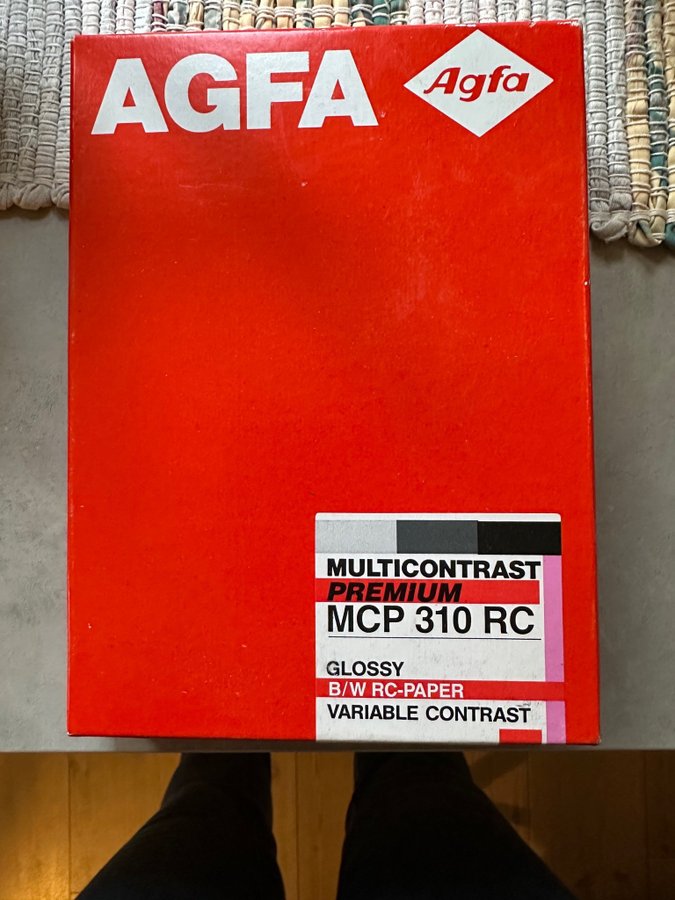 AGFA
Agfa
MULTICONTRAST
PREMIUM
MCP 310 RC
GLOSSY
B/W RC-PAPER
VARIABLE CONTRAST